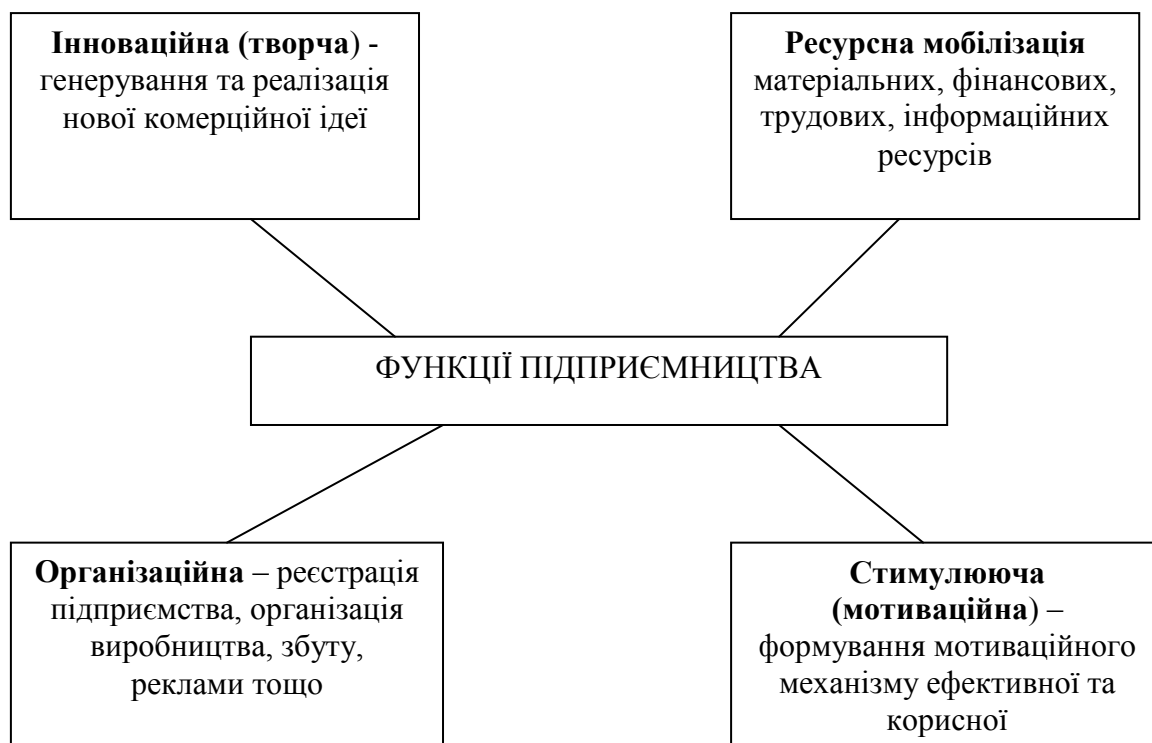 Інноваційна (творча) -
генерування та реалізація
нової комерційної ідеї
Ресурсна мобілізація
матеріальних, фінансових,
трудових, інформаційних
ресурсів
ФУНКЦІЇ ПІДПРИЄМНИЦТВА
Організаційна – реєстрація
підприємства, організація
виробництва, збуту,
реклами тощо
Стимулююча
(мотиваційна) –
формування мотиваційного
механізму ефективної та
корисної